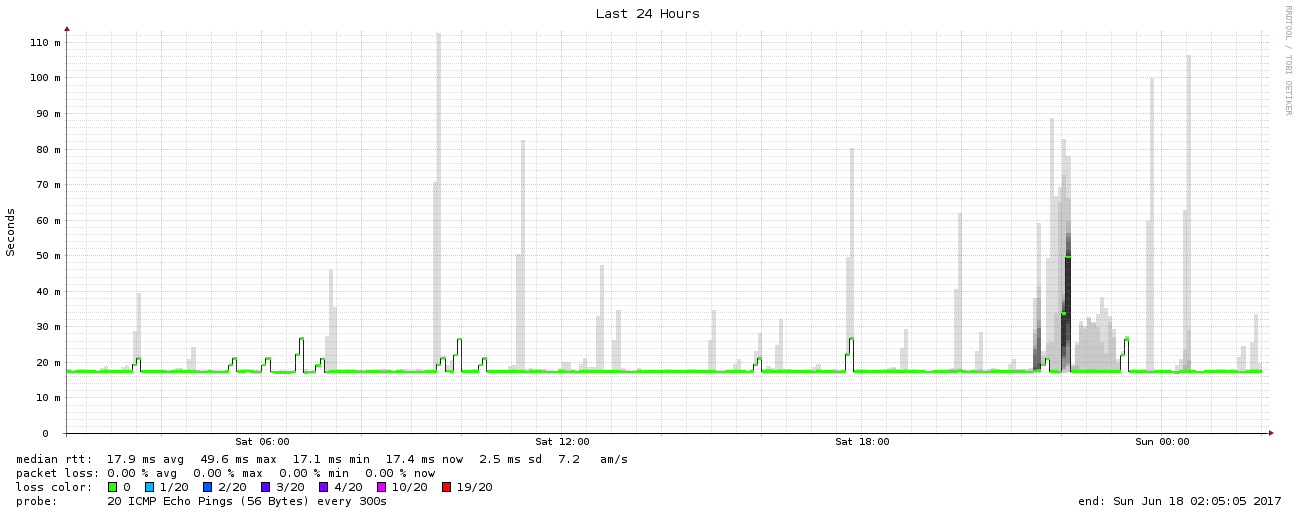 Last 24 Hours
RRDTOOL / TOBI OETIKER
Seconds
110 m
100 m
90 m
80 m
70 m
60 m
50 m
40 m
30 m
20 m
10 m
0
Sat 06:00 Sat 12:00 Sat 18:00 Sun 00:00
median rtt: 17.9 ms avg 49.6 ms max 17.1 ms min 17.4 ms now 2.5 ms sd 7.2 am/s
packet loss: 0.00 % avg 0.00 % max 0.00 % min 0.00 % now
loss color: 0 1/20 2/20 3/20 4/20 10/20 19/20
probe: 20 ICMP Echo Pings (56 Bytes) every 300s end: Sun Jun 18 02:05:05 2017